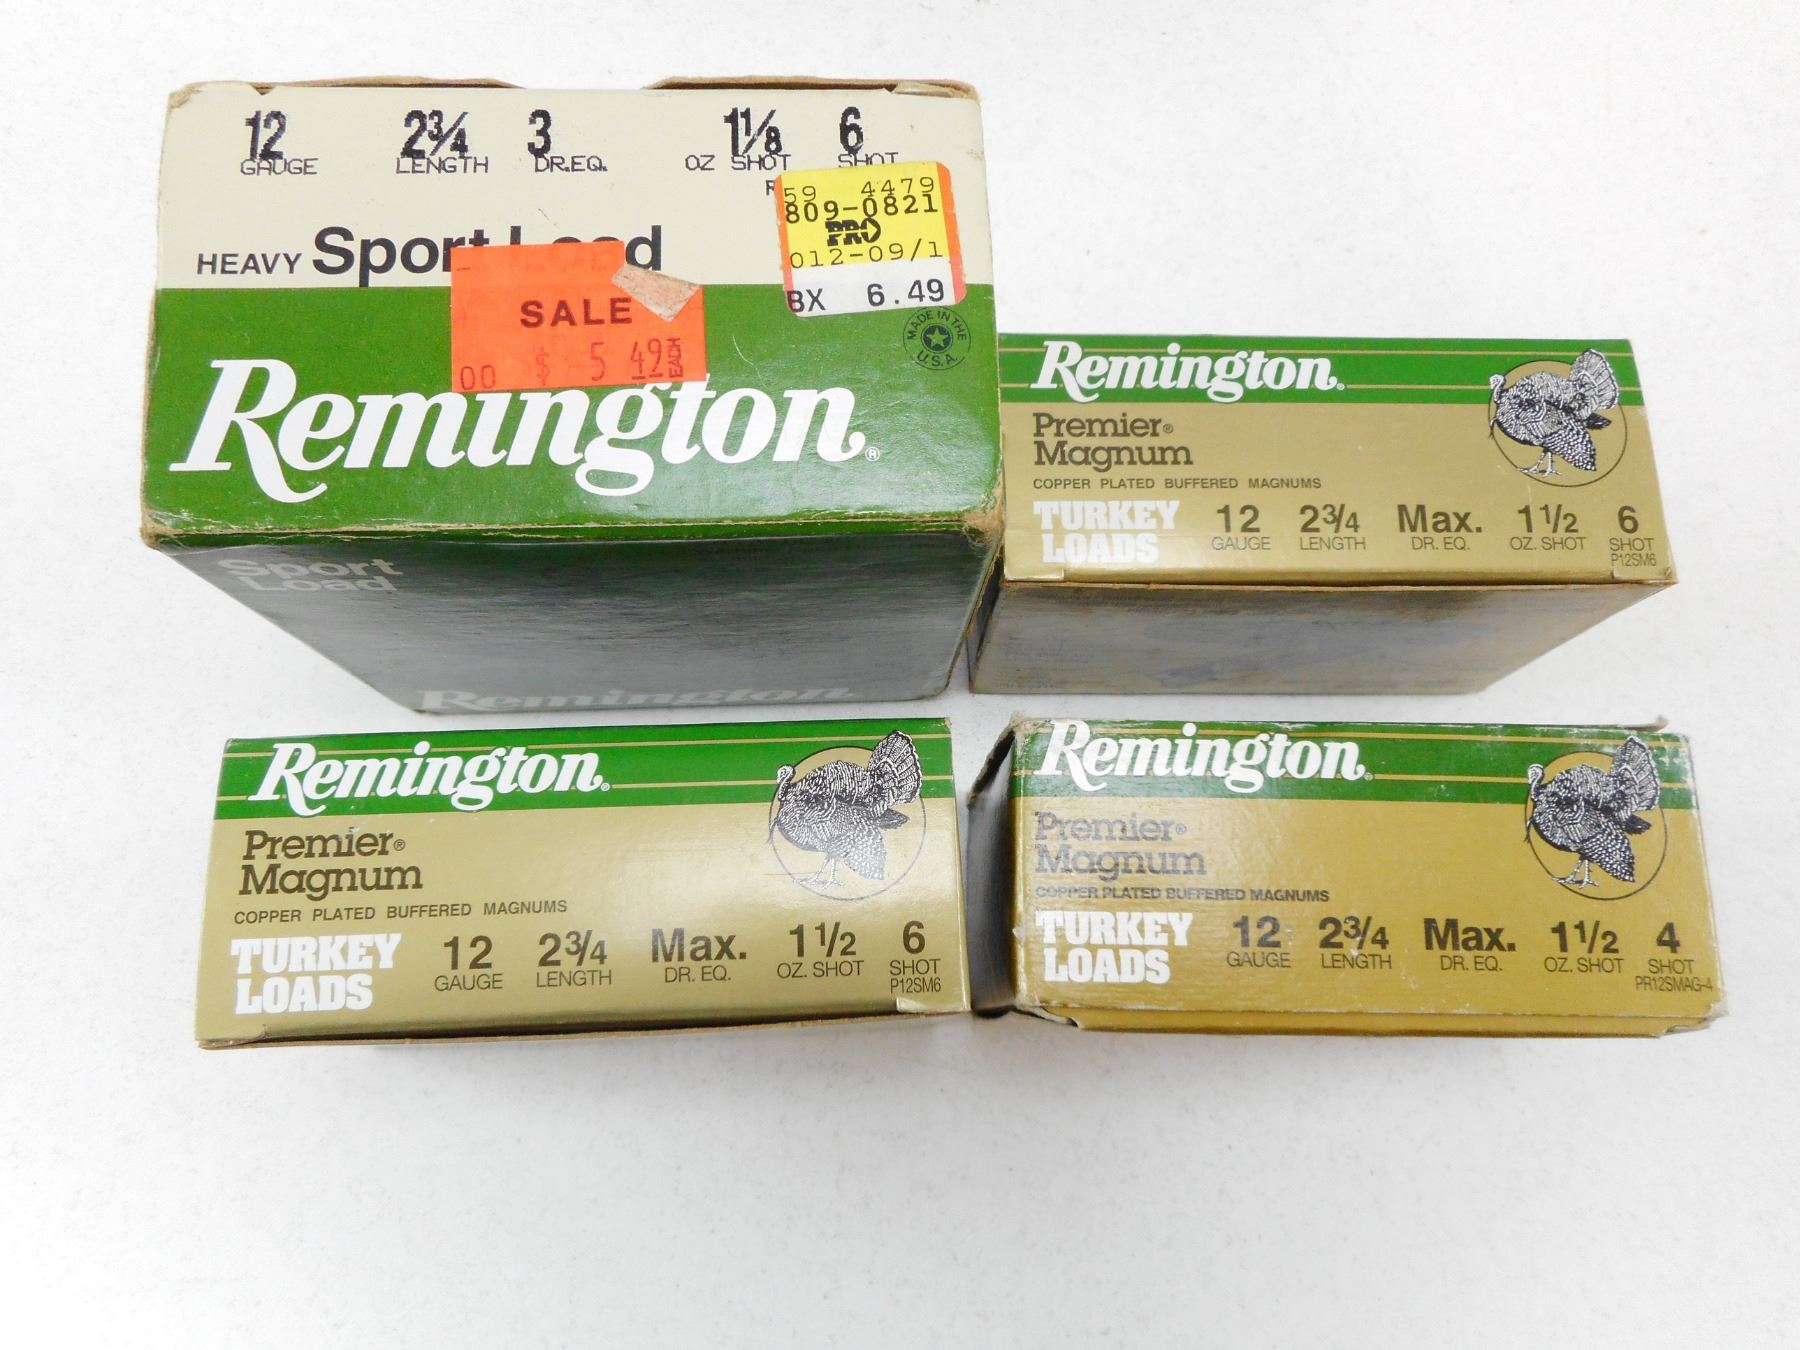 12 2¾ 3 1⅛ 6
GAUGE LENGTH DR.EQ. OZ SHOT SHOT
59 4479
809-0821
PRO
012-09/1
BX 6.49
HEAVY Sport Load
SALE
00 $ 5 49 EACH
MADE IN THE U.S.A.
Remington®
Sport
Load
Remington
Remington®
Premier®
Magnum
COPPER PLATED BUFFERED MAGNUMS
TURKEY LOADS
12 2¾ Max. 1½ 6
GAUGE LENGTH DR. EQ. OZ. SHOT SHOT
P12SM6
Remington®
Premier®
Magnum
COPPER PLATED BUFFERED MAGNUMS
TURKEY LOADS
12 2¾ Max. 1½ 6
GAUGE LENGTH DR. EQ. OZ. SHOT SHOT
P12SM6
Remington®
Premier®
Magnum
COPPER PLATED BUFFERED MAGNUMS
TURKEY LOADS
12 2¾ Max. 1½ 4
GAUGE LENGTH DR. EQ. OZ. SHOT SHOT
PR12SMAG-4